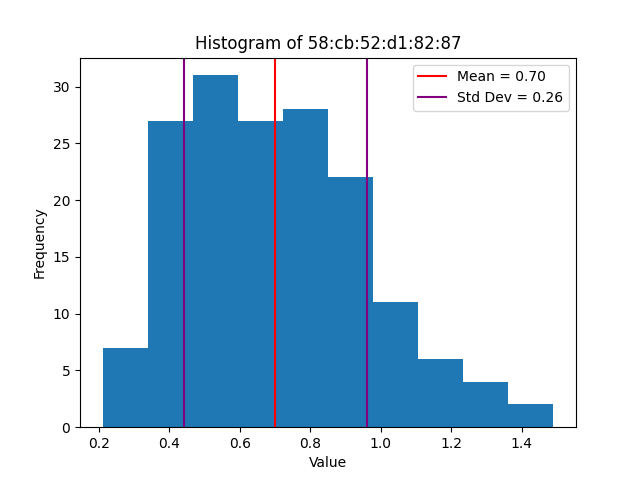 Histogram of 58:cb:52:d1:82:87
Mean = 0.70
Std Dev = 0.26
Frequency
30
25
20
15
10
5
0
0.2 0.4 0.6 0.8 1.0 1.2 1.4
Value